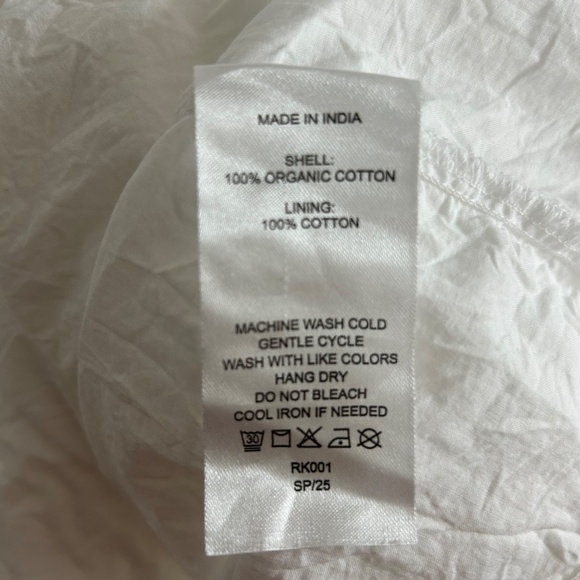 MADE IN INDIA
SHELL:
100% ORGANIC COTTON
LINING:
100% COTTON
MACHINE WASH COLD
GENTLE CYCLE
WASH WITH LIKE COLORS
HANG DRY
DO NOT BLEACH
COOL IRON IF NEEDED
30
RK001
SP/25